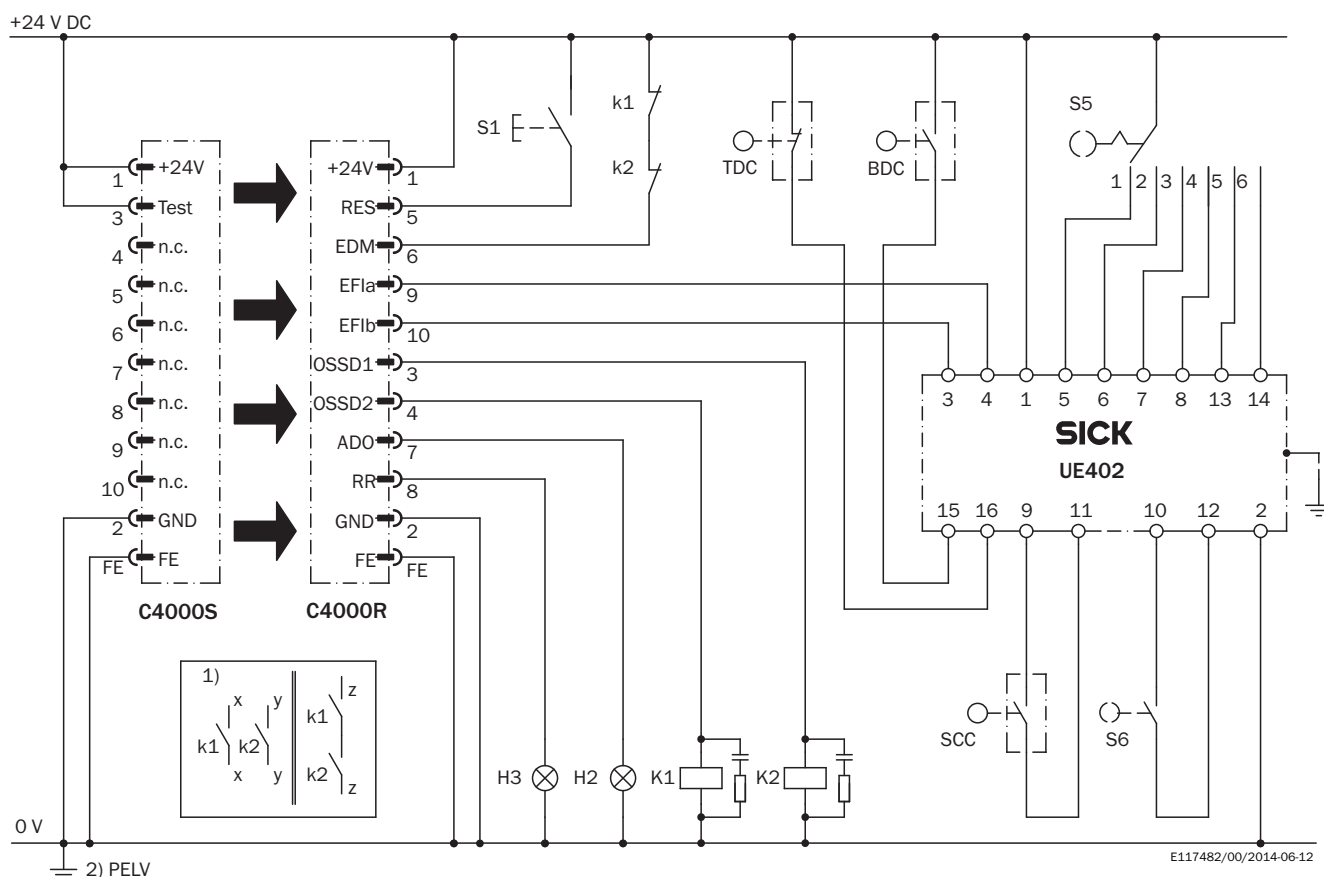 +24 V DC
S1
k1
k2
TDC
BDC
S5
1 2 3 4 5 6
1 +24V
3 Test
4 n.c.
5 n.c.
6 n.c.
7 n.c.
8 n.c.
9 n.c.
10 n.c.
2 GND
FE FE
C4000S
+24V 1
RES 5
EDM 6
EFIa 9
EFIb 10
OSSD1 3
OSSD2 4
ADO 7
RR 8
GND 2
FE FE
C4000R
3 4 1 5 6 7 8 13 14
SICK
UE402
15 16 9 11 10 12 2
SCC
S6
1)
x y z
k1 k2 k1
x y k2 z
H3
H2
K1
K2
0 V
2) PELV
E117482/00/2014-06-12